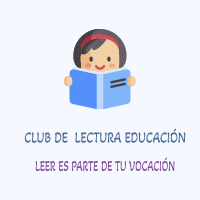 CLUB DE LECTURA EDUCACIÓN
LEER ES PARTE DE TU VOCACIÓN